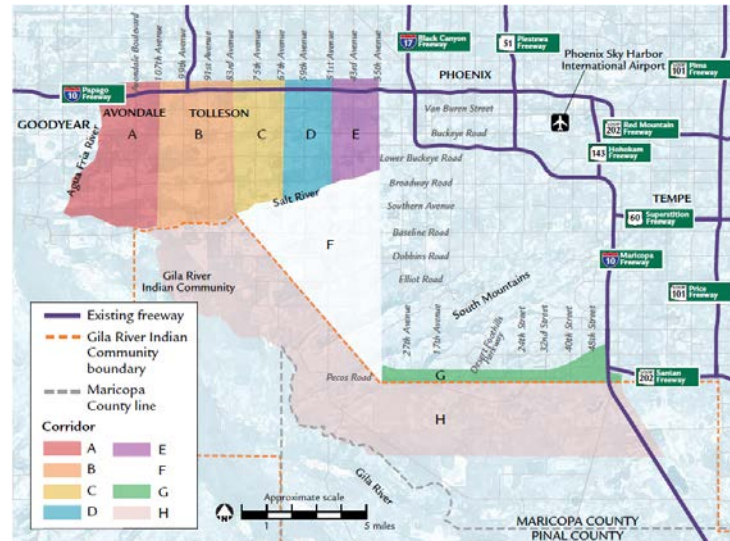 Avondale Boulevard
107th Avenue
99th Avenue
91st Avenue
83rd Avenue
75th Avenue
67th Avenue
59th Avenue
51st Avenue
43rd Avenue
35th Avenue
17
Black Canyon
Freeway
51
Piestewa
Freeway
Phoenix Sky Harbor
International Airport
101
Pima
Freeway
PHOENIX
10
Papago
Freeway
GOODYEAR
AVONDALE
TOLLESON
A
B
C
D
E
Van Buren Street
Buckeye Road
202
Red Mountain
Freeway
143
Hohokam
Freeway
Agua Fria River
Lower Buckeye Road
Salt River
Broadway Road
TEMPE
Southern Avenue
60
Superstition
Freeway
F
Baseline Road
Dobbins Road
10
Maricopa
Freeway
Gila River
Indian Community
Elliot Road
South Mountains
101
Price
Freeway
27th Avenue
17th Avenue
Desert Foothills
Parkway
24th Street
32nd Street
40th Street
48th Street
Pecos Road
G
202
Santan
Freeway
H
Existing freeway
Gila River Indian
Community
boundary
Maricopa
County line
Corridor
A
B
C
D
E
F
G
H
Gila River
N
Approximate scale
1
5 miles
MARICOPA COUNTY
PINAL COUNTY